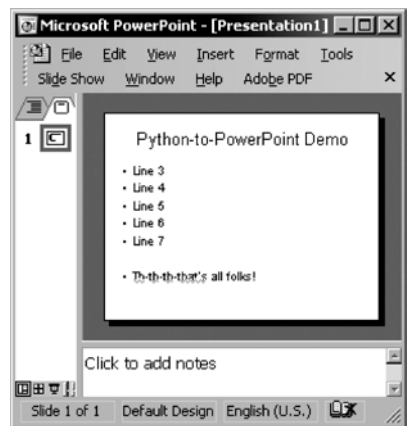 Microsoft PowerPoint - [Presentation1]
File Edit View Insert Format Tools
Slide Show Window Help Adobe PDF
1
Python-to-PowerPoint Demo
• Line 3
• Line 4
• Line 5
• Line 6
• Line 7
• Th-th-th-that's all folks!
Click to add notes
Slide 1 of 1 Default Design English (U.S.)